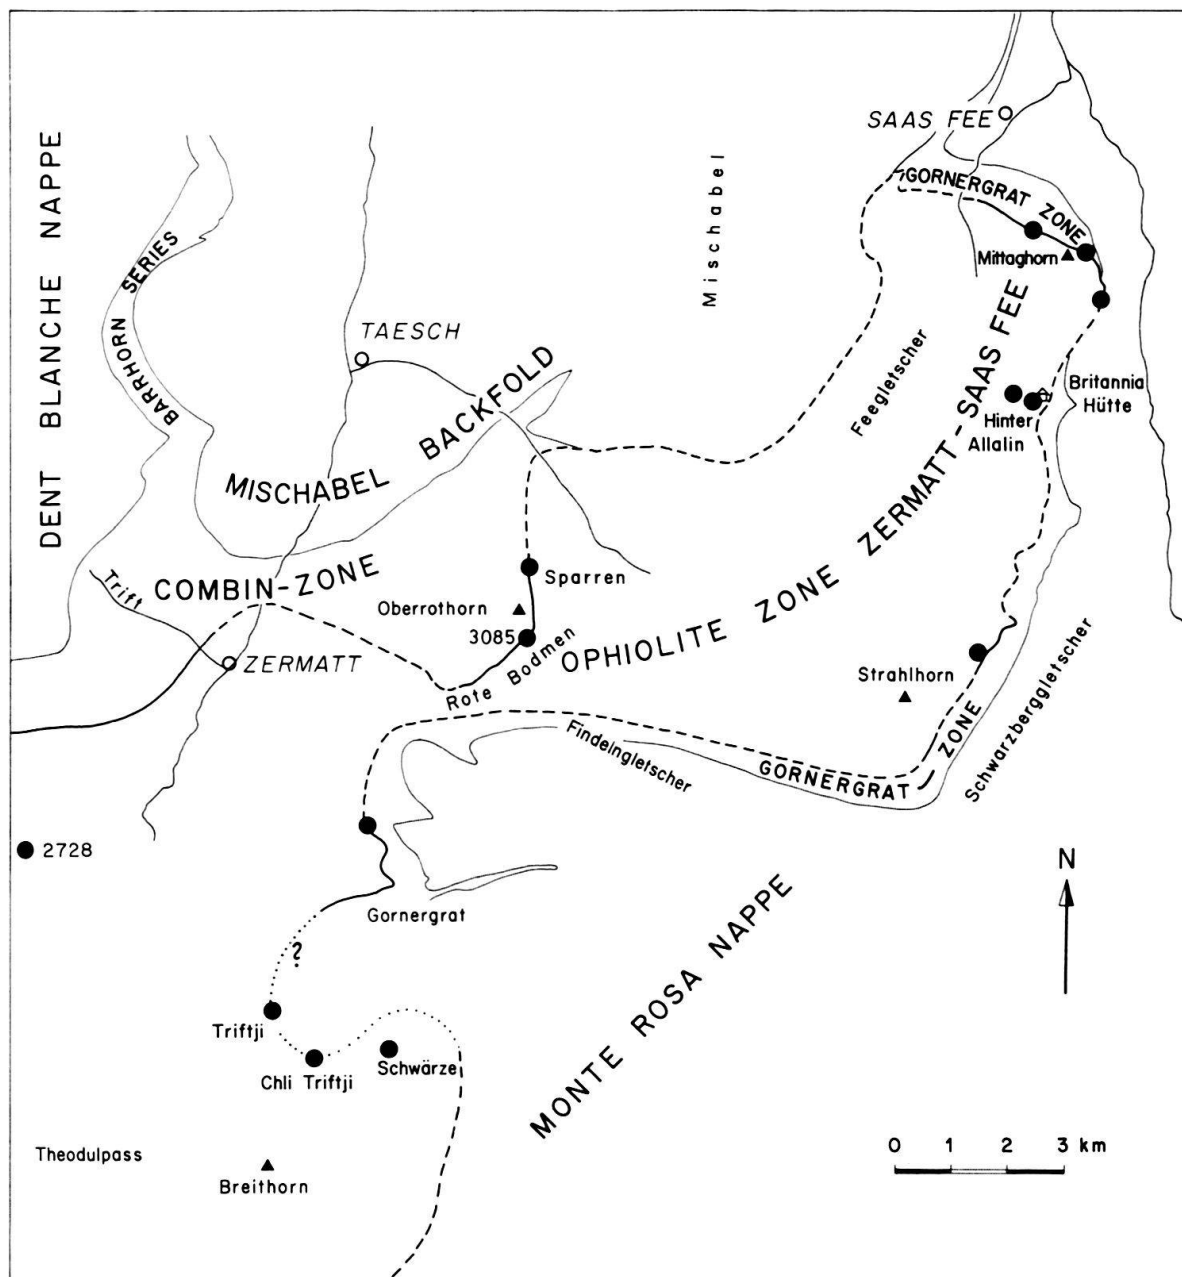 SAAS FEE
DENT BLANCHE NAPPE
BARRHORN SERIES
Mischabel
GORNERGRAT ZONE
Mittaghorn
TAESCH
MISCHABEL BACKFOLD
Feegletscher
Britannia
Hütte
Hinter
Allalin
OPHIOLITE ZONE ZERMATT-SAAS FEE
COMBIN-ZONE
Trift
Sparren
Oberrothorn
3085
Rote Bodmen
ZERMATT
Strahlhorn
Schwarzberggletscher
Findelngletscher
GORNERGRAT ZONE
2728
N
Gornergrat
?
MONTE ROSA NAPPE
Triftji
Chli Triftji
Schwärze
Theodulpass
Breithorn
0 1 2 3 km